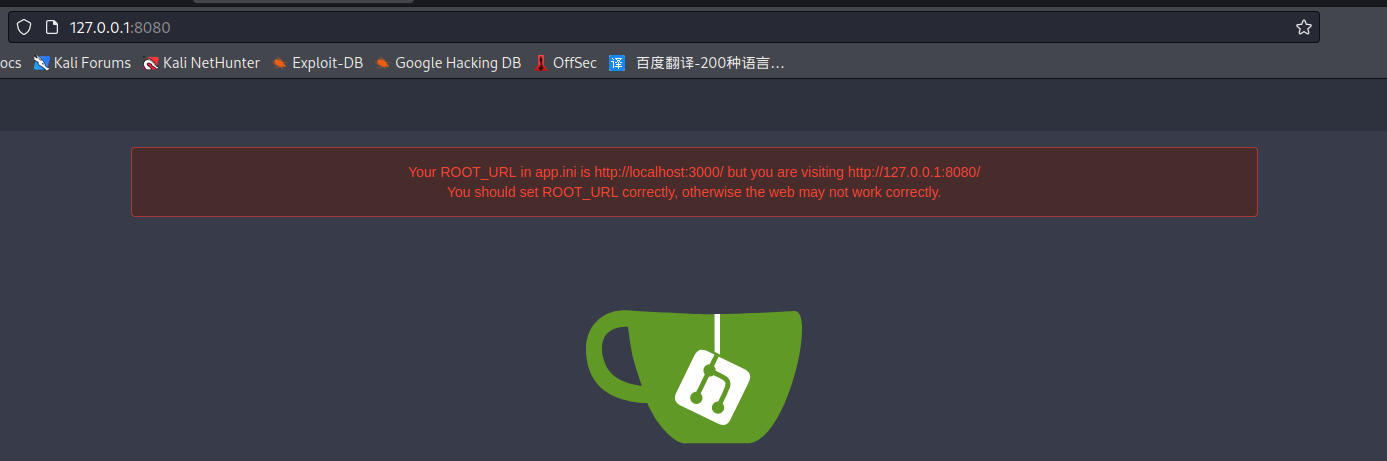 127.0.0.1:8080
ocs Kali Forums Kali NetHunter Exploit-DB Google Hacking DB OffSec 译 百度翻译-200种语言…
Your ROOT_URL in app.ini is http://localhost:3000/ but you are visiting http://127.0.0.1:8080/
You should set ROOT_URL correctly, otherwise the web may not work correctly.